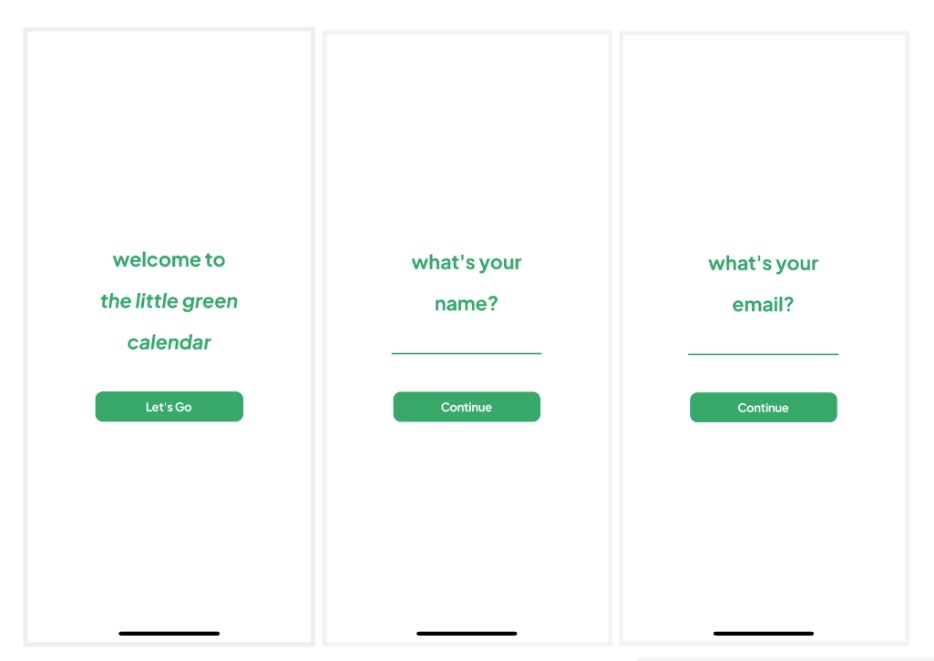 welcome to
the little green
calendar
Let's Go
what's your
name?
Continue
what's your
email?
Continue